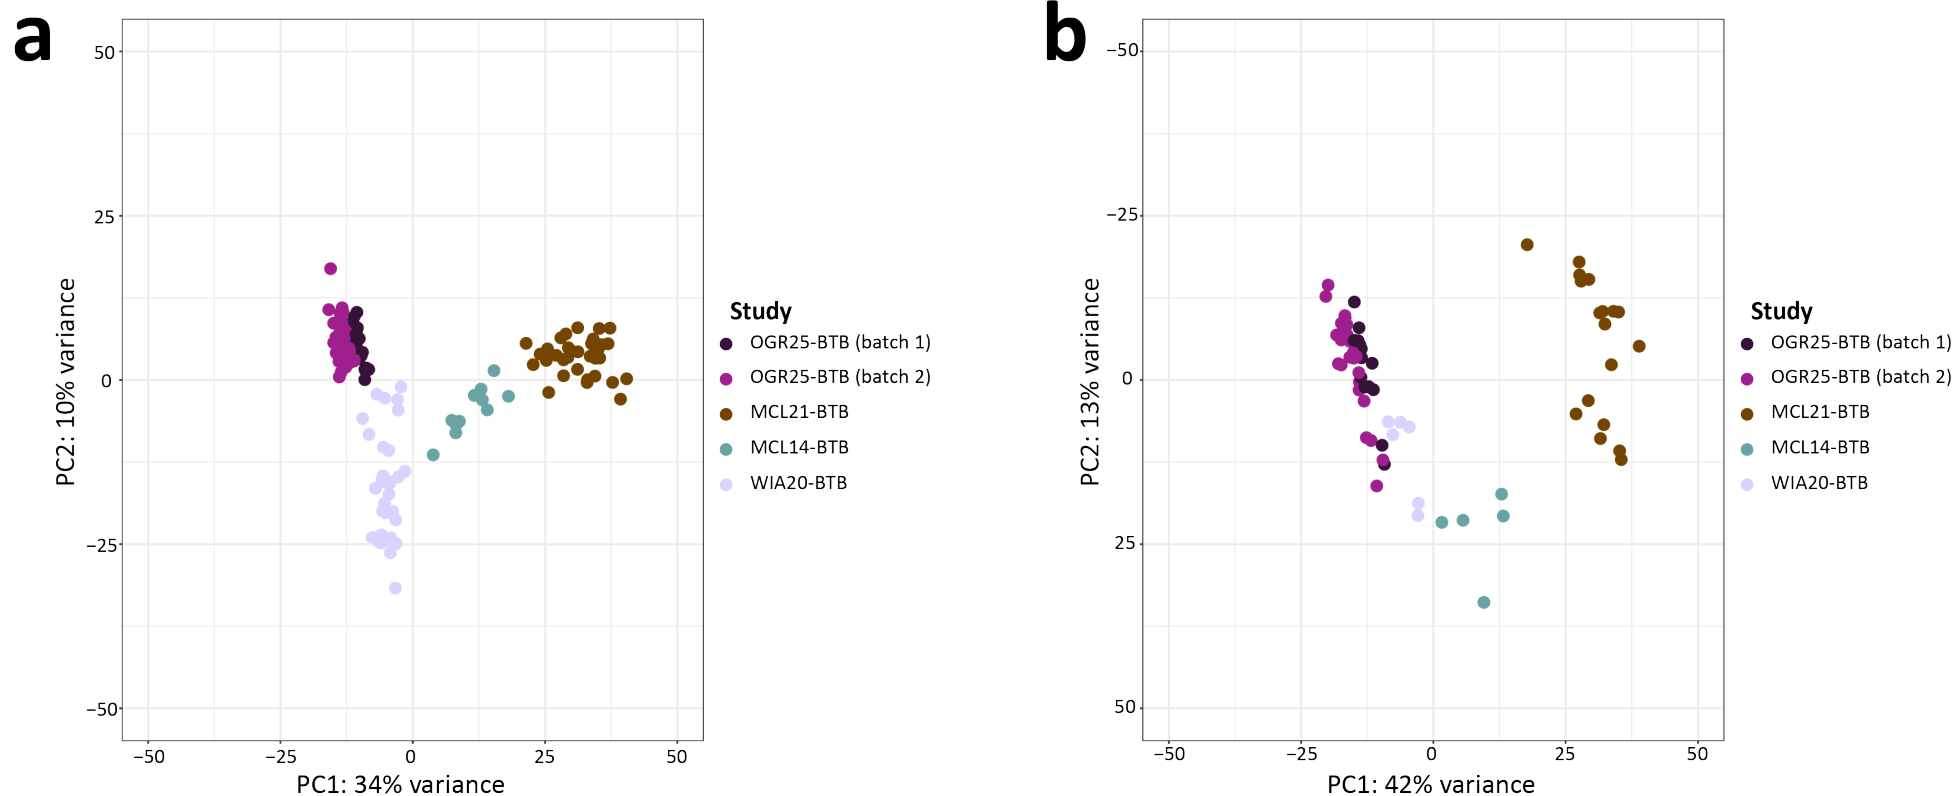 a
50
25
0
−25
−50
−50
−25
0
25
50
PC2: 10% variance
PC1: 34% variance
Study
OGR25-BTB (batch 1)
OGR25-BTB (batch 2)
MCL21-BTB
MCL14-BTB
WIA20-BTB
b
−50
−25
0
25
50
−50
−25
0
25
50
PC2: 13% variance
PC1: 42% variance
Study
OGR25-BTB (batch 1)
OGR25-BTB (batch 2)
MCL21-BTB
MCL14-BTB
WIA20-BTB